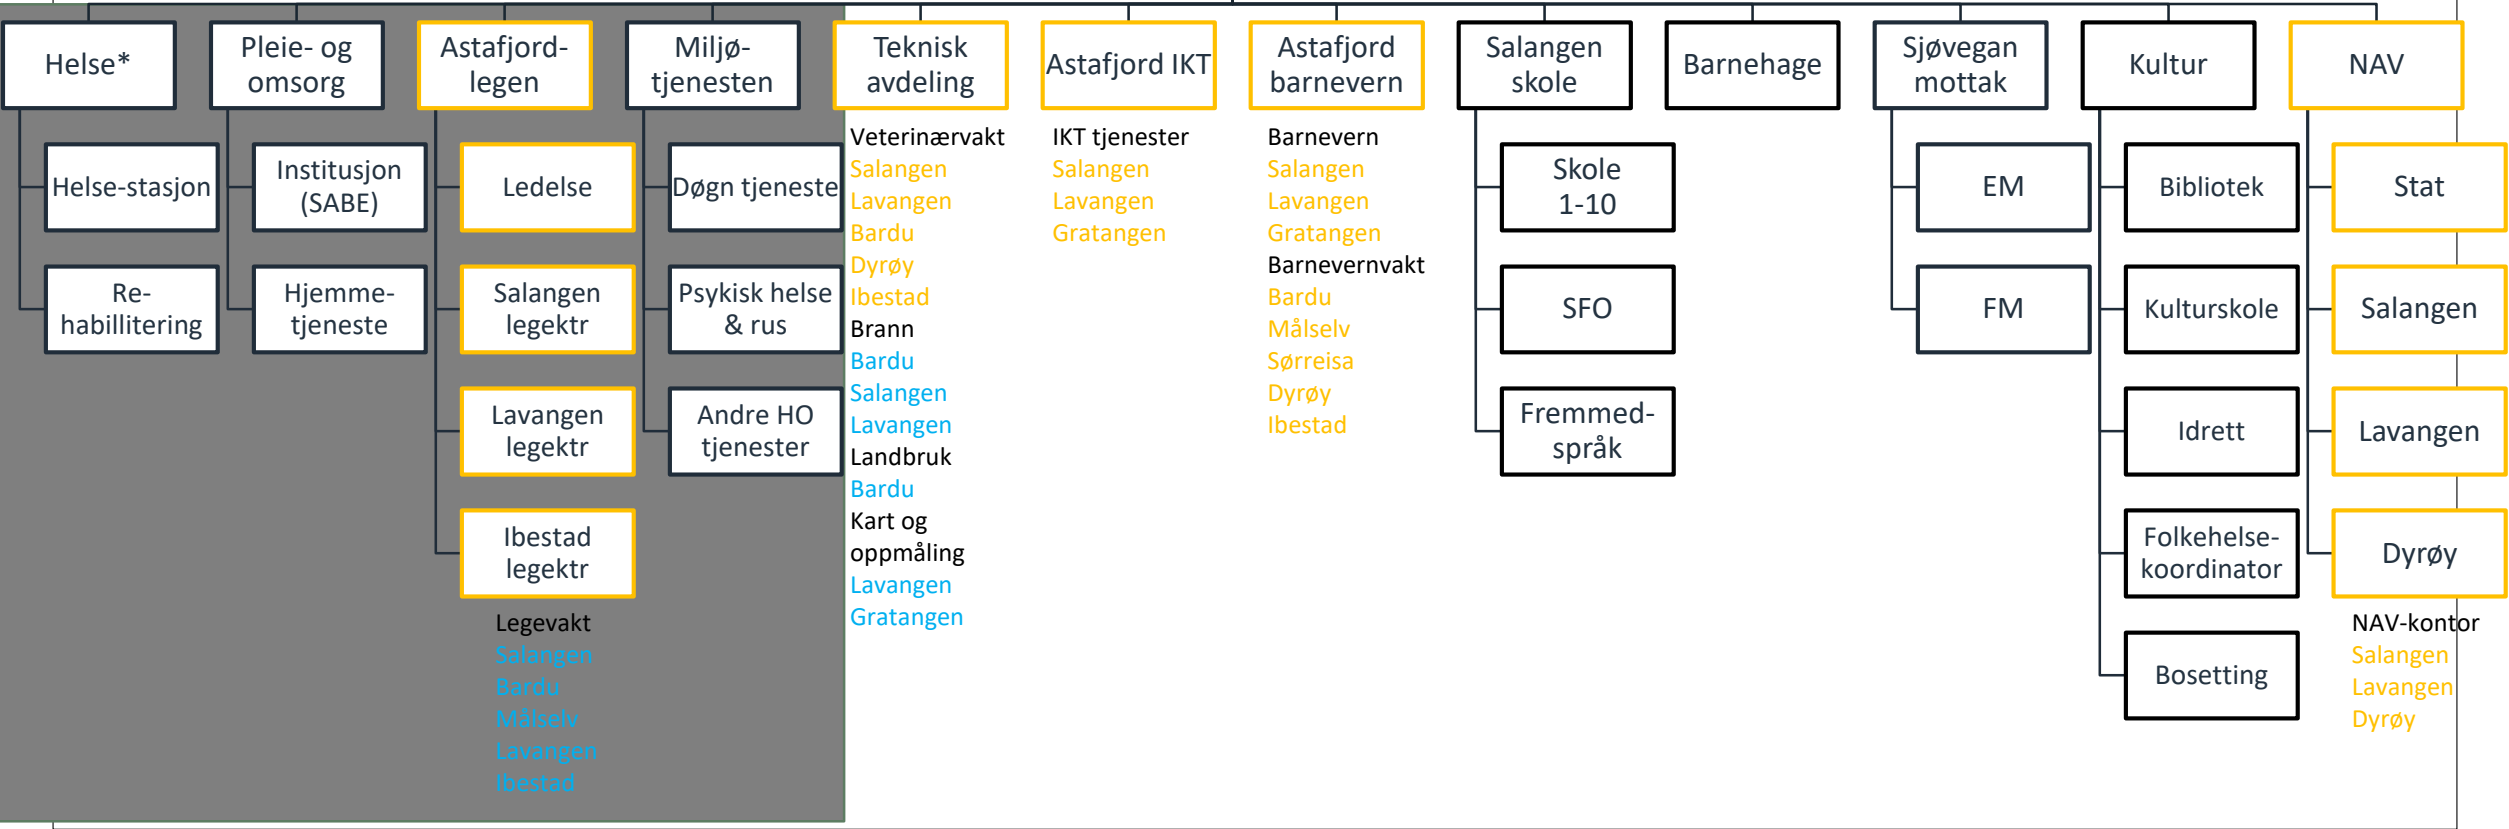 Helse*
Helse-stasjon
Re-
habillitering
Pleie- og
omsorg
Institusjon
(SABE)
Hjemme-
tjeneste
Astafjord-
legen
Ledelse
Salangen
legektr
Lavangen
legektr
Ibestad
legektr
Legevakt
Salangen
Bardu
Målselv
Lavangen
Ibestad
Miljø-
tjenesten
Døgn tjeneste
Psykisk helse
& rus
Andre HO
tjenester
Teknisk
avdeling
Veterinærvakt
Salangen
Lavangen
Bardu
Dyrøy
Ibestad
Brann
Bardu
Salangen
Lavangen
Landbruk
Bardu
Kart og
oppmåling
Lavangen
Gratangen
Astafjord IKT
IKT tjenester
Salangen
Lavangen
Gratangen
Astafjord
barnevern
Barnevern
Salangen
Lavangen
Gratangen
Barnevernvakt
Bardu
Målselv
Sørreisa
Dyrøy
Ibestad
Salangen
skole
Skole
1-10
SFO
Fremmed-
språk
Barnehage
Sjøvegan
mottak
EM
FM
Kultur
Bibliotek
Kulturskole
Idrett
Folkehelse-
koordinator
Bosetting
NAV
Stat
Salangen
Lavangen
Dyrøy
NAV-kontor
Salangen
Lavangen
Dyrøy